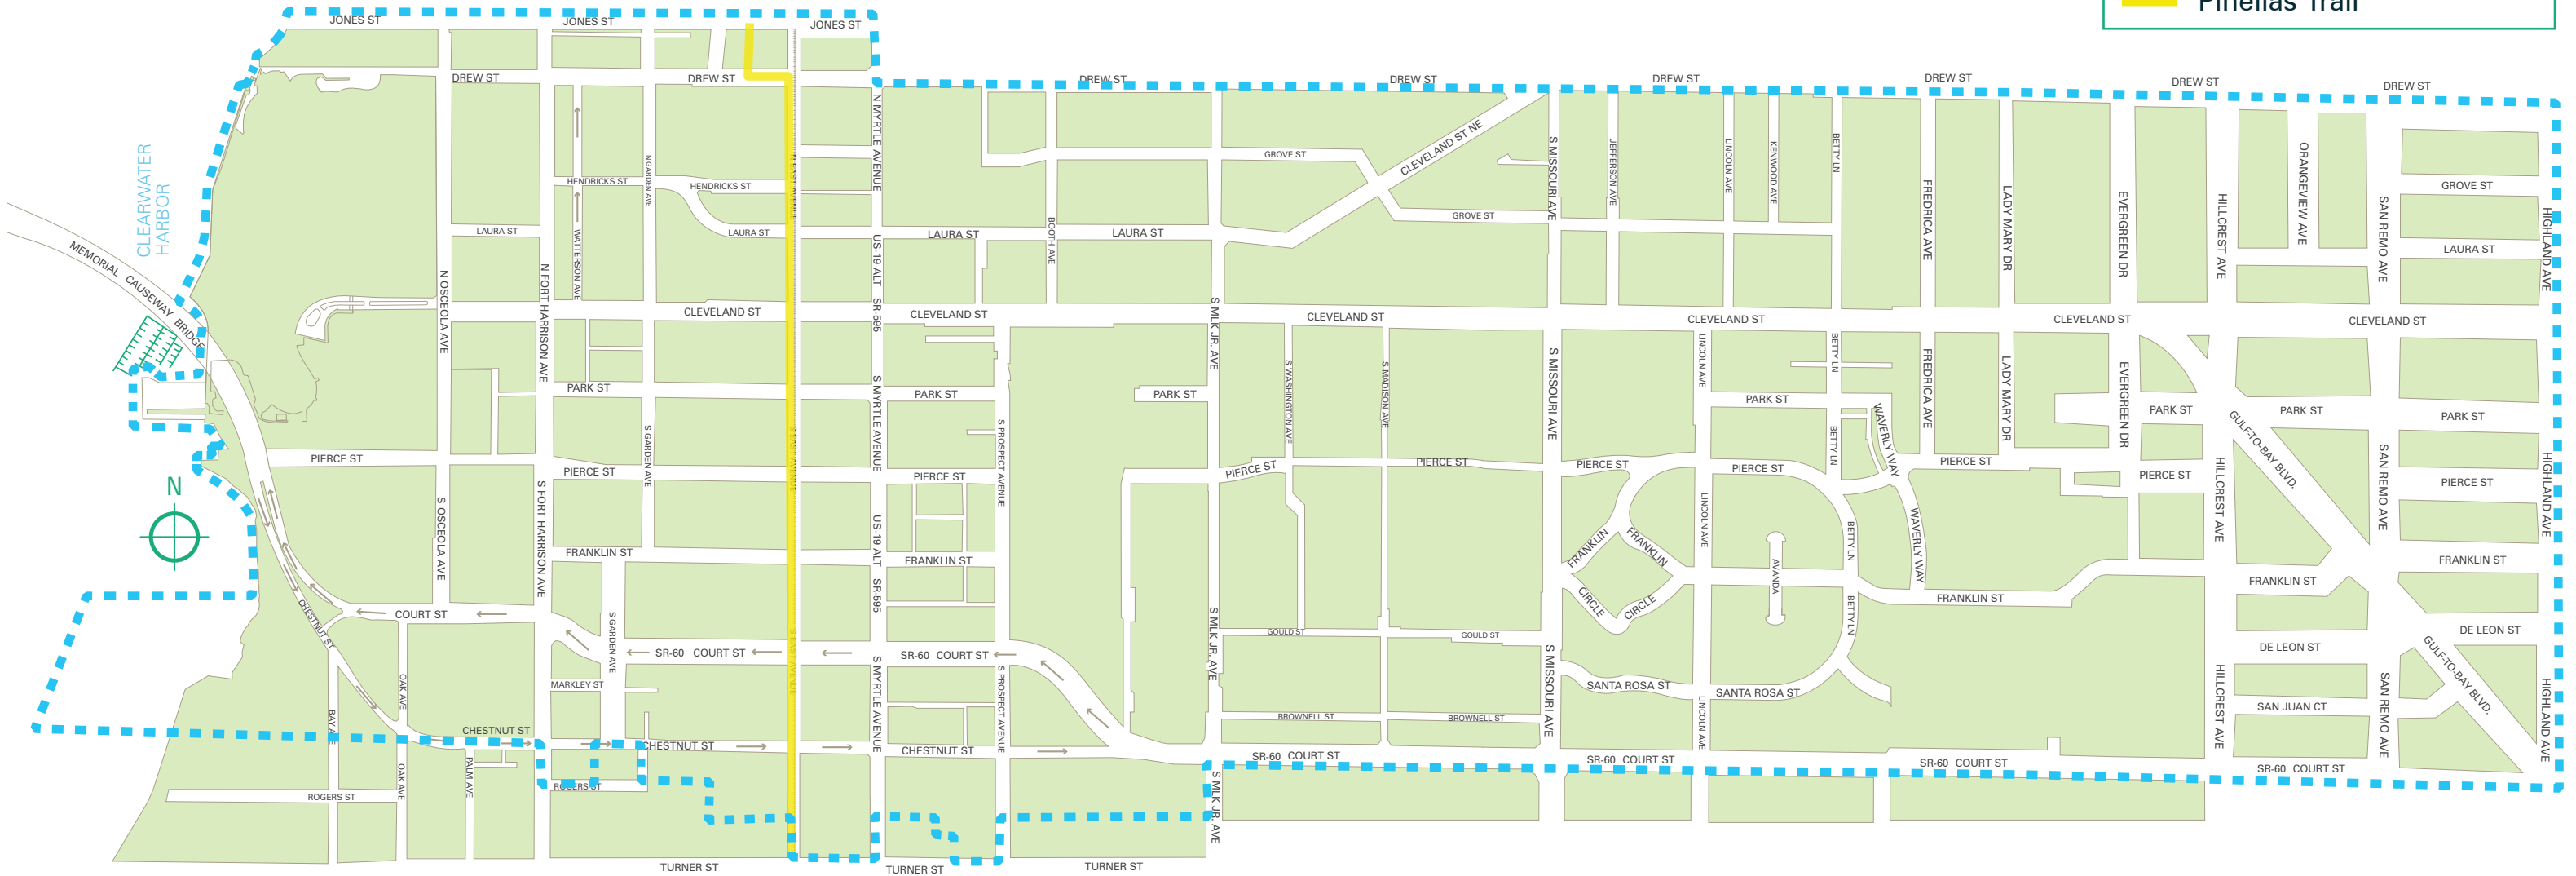 Pinellas Trail
JONES ST
JONES ST
JONES ST
DREW ST
DREW ST
DREW ST
DREW ST
DREW ST
DREW ST
DREW ST
DREW ST
CLEARWATER
HARBOR
MEMORIAL CAUSEWAY BRIDGE
N
HENDRICKS ST
HENDRICKS ST
LAURA ST
LAURA ST
LAURA ST
LAURA ST
GROVE ST
CLEVELAND ST NE
GROVE ST
GROVE ST
LAURA ST
N OSCEOLA AVE
N FORT HARRISON AVE
WATTERSON AVE
N GARDEN AVE
N EAST AVENUE
N MYRTLE AVENUE
US-19 ALT
SR-595
BOOTH AVE
S MLK JR. AVE
S MISSOURI AVE
JEFFERSON AVE
LINCOLN AVE
KENWOOD AVE
BETTY LN
FREDRICA AVE
LADY MARY DR
EVERGREEN DR
HILLCREST AVE
ORANGEVIEW AVE
SAN REMO AVE
HIGHLAND AVE
CLEVELAND ST
CLEVELAND ST
CLEVELAND ST
CLEVELAND ST
CLEVELAND ST
CLEVELAND ST
PARK ST
PARK ST
PARK ST
PARK ST
PARK ST
PARK ST
PARK ST
S GARDEN AVE
S EAST AVENUE
S MYRTLE AVENUE
S PROSPECT AVENUE
S WASHINGTON AVE
S MADISON AVE
S MISSOURI AVE
LINCOLN AVE
BETTY LN
BETTY LN
WAVERLY WAY
FREDRICA AVE
LADY MARY DR
EVERGREEN DR
GULF-TO-BAY BLVD.
SAN REMO AVE
HIGHLAND AVE
PIERCE ST
PIERCE ST
PIERCE ST
PIERCE ST
PIERCE ST
PIERCE ST
PIERCE ST
PIERCE ST
PIERCE ST
PIERCE ST
S OSCEOLA AVE
S FORT HARRISON AVE
US-19 ALT
SR-595
LINCOLN AVE
BETTY LN
WAVERLY WAY
HILLCREST AVE
FRANKLIN ST
FRANKLIN ST
FRANKLIN
FRANKLIN
CIRCLE
CIRCLE
AVANDA
BETTY LN
FRANKLIN ST
FRANKLIN ST
FRANKLIN ST
CHESTNUT ST
COURT ST
S GARDEN AVE
S EAST AVENUE
SR-60 COURT ST
SR-60 COURT ST
S MLK JR. AVE
GOULD ST
GOULD ST
S MISSOURI AVE
DE LEON ST
DE LEON ST
GULF-TO-BAY BLVD.
MARKLEY ST
OAK AVE
BAY AVE
S MYRTLE AVENUE
S PROSPECT AVENUE
SANTA ROSA ST
SANTA ROSA ST
LINCOLN AVE
HILLCREST AVE
SAN JUAN CT
SAN REMO AVE
HIGHLAND AVE
BROWNELL ST
BROWNELL ST
CHESTNUT ST
CHESTNUT ST
CHESTNUT ST
SR-60 COURT ST
SR-60 COURT ST
SR-60 COURT ST
SR-60 COURT ST
OAK AVE
PALM AVE
ROGERS ST
ROGERS ST
S MLK JR. AVE
TURNER ST
TURNER ST
TURNER ST